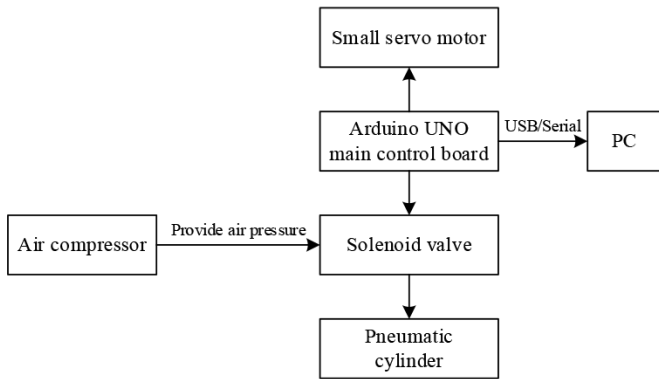 Small servo motor
Arduino UNO
main control board
USB/Serial
PC
Provide air pressure
Air compressor
Solenoid valve
Pneumatic
cylinder